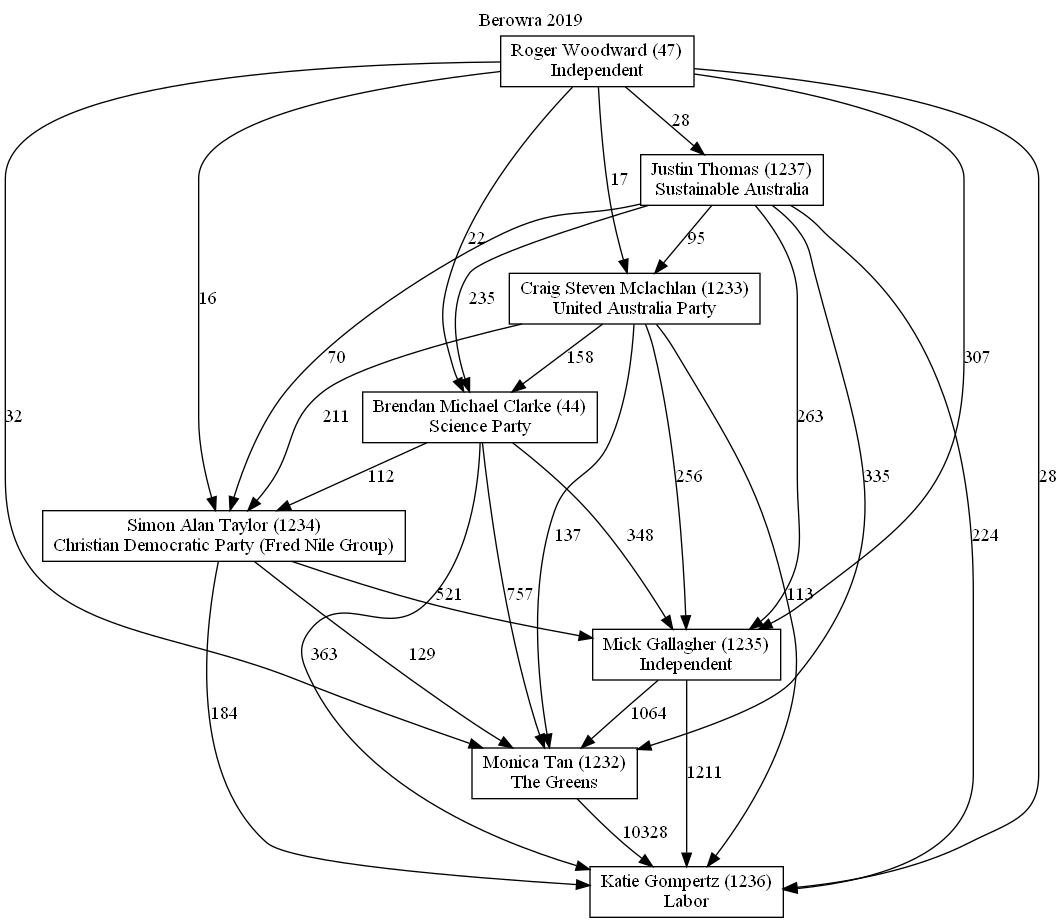 Berowra 2019
Roger Woodward (47)
Independent
28
Justin Thomas (1237)
Sustainable Australia
17
22
95
16
235
Craig Steven Mclachlan (1233)
United Australia Party
70
211
158
307
32
Brendan Michael Clarke (44)
Science Party
263
112
256
335
28
Simon Alan Taylor (1234)
Christian Democratic Party (Fred Nile Group)
137
348
224
521
757
113
363
129
Mick Gallagher (1235)
Independent
184
1064
Monica Tan (1232)
The Greens
1211
10328
Katie Gompertz (1236)
Labor